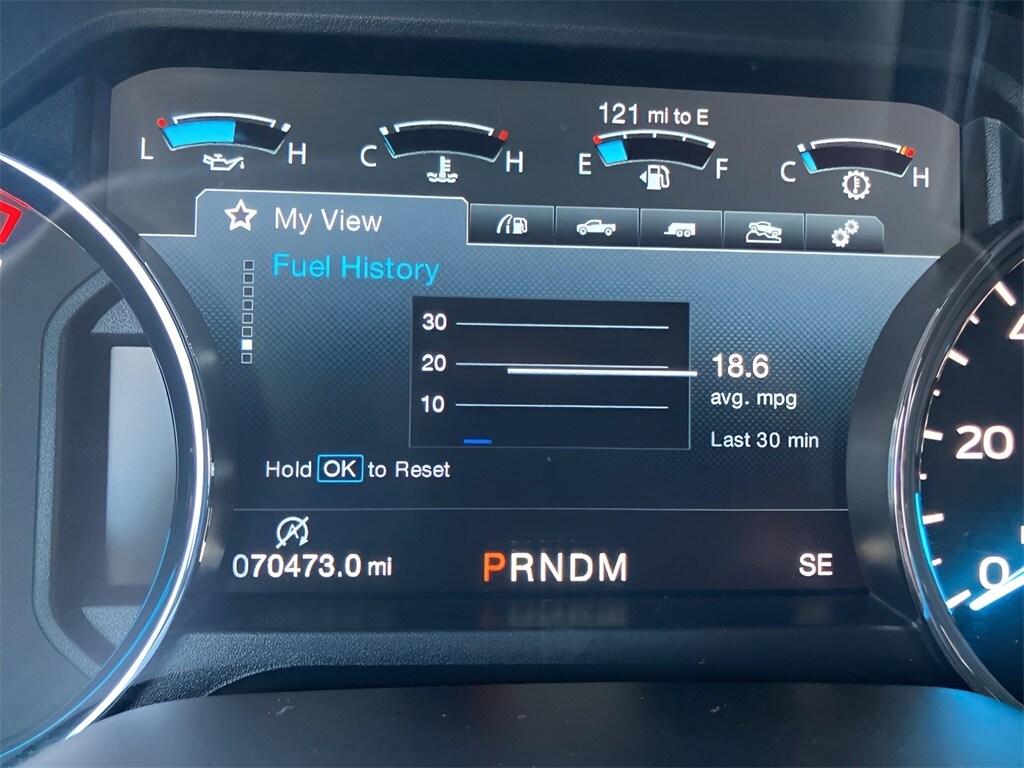 121 mi to E
L H
C H
E F
C H
My View
Fuel History
30
20
10
18.6
avg. mpg
Last 30 min
Hold OK to Reset
A
070473.0 mi
PRNDM
SE
20
0